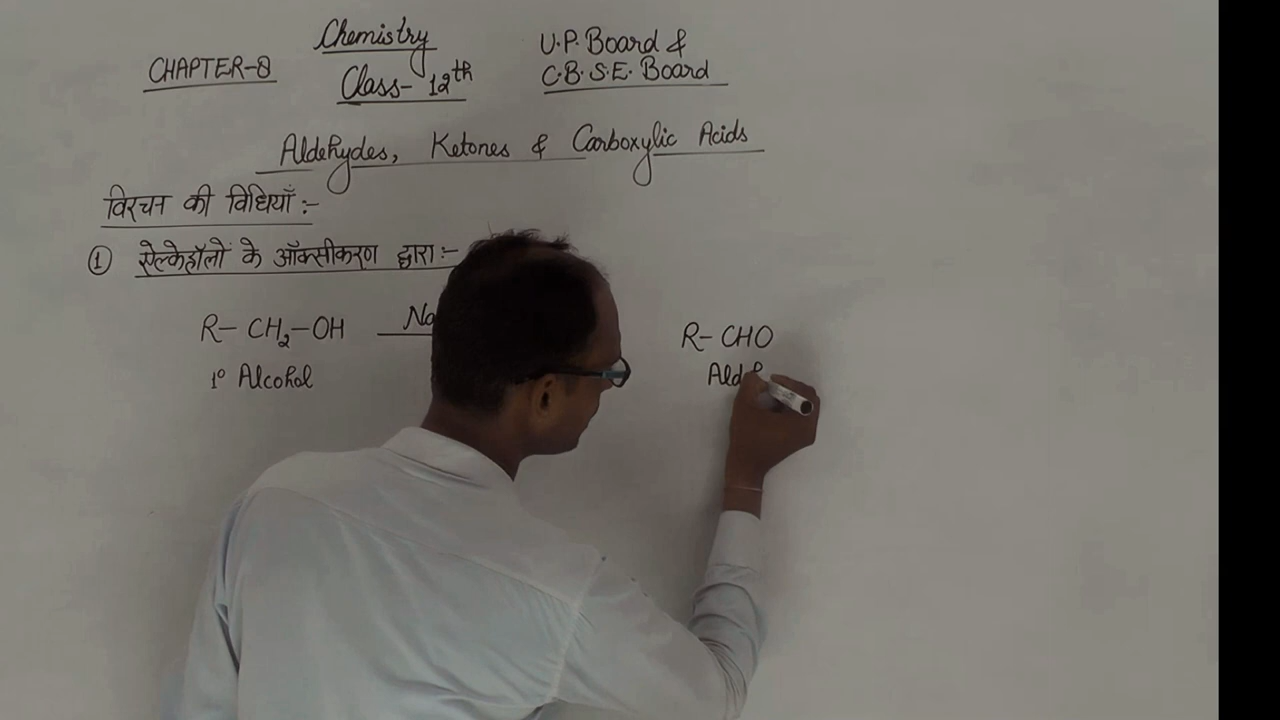 Chemistry
CHAPTER-8 Class-12th
U.P. Board &
C.B.S.E. Board
Aldehydes, Ketones & Carboxylic Acids
विरचन की विधियाँ :-
① ऐल्केहॉलों के ऑक्सीकरण द्वारा :-
R- CH2-OH R- CHO
1° Alcohol